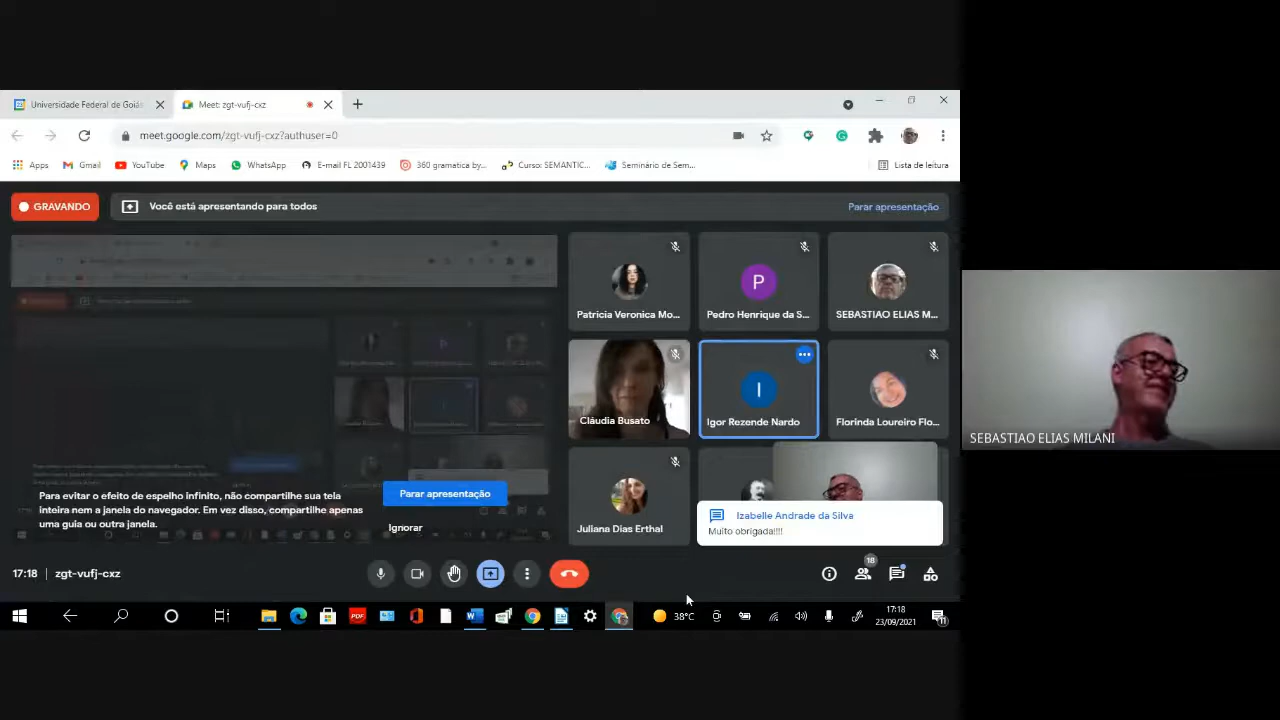 Universidade Federal de Goiás
Meet: zgt-vufj-cxz
meet.google.com/zgt-vufj-cxz?authuser=0
Apps
Gmail
YouTube
Maps
WhatsApp
E-mail FL 2001439
360 gramatica by...
Curso: SEMANTIC...
Seminário de Sem...
Lista de leitura
GRAVANDO
Você está apresentando para todos
Parar apresentação
Patricia Veronica Mo...
P
Pedro Henrique da S...
SEBASTIAO ELIAS M...
Cláudia Busato
I
Igor Rezende Nardo
Florinda Loureiro Flo...
SEBASTIAO ELIAS MILANI
Para evitar o efeito de espelho infinito, não compartilhe sua tela
inteira nem a janela do navegador. Em vez disso, compartilhe apenas
uma guia ou outra janela.
Parar apresentação
Ignorar
Juliana Dias Erthal
Izabelle Andrade da Silva
Muito obrigada!!!!
17:18
zgt-vufj-cxz
18
PDF
38°C
17:18
23/09/2021
11